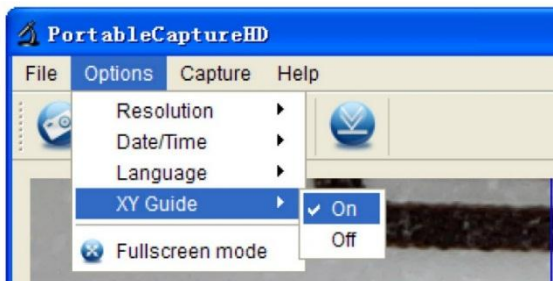 PortableCaptureHD
File Options Capture Help
Resolution
Date/Time
Language
XY Guide
On
Off
Fullscreen mode